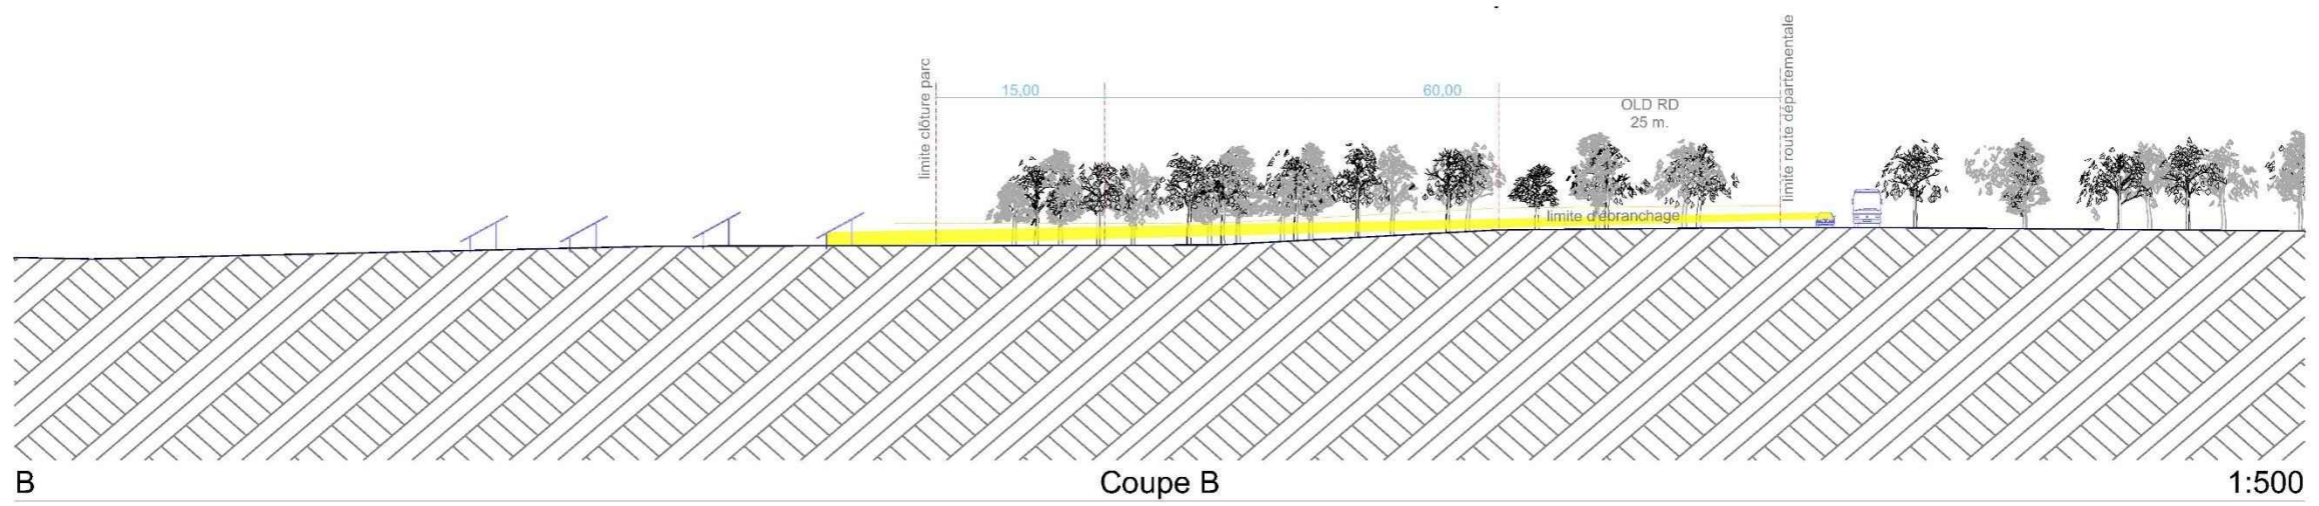 limite clôture parc
15,00
60,00
OLD RD
25 m.
limite route départementale
limite d'ébranchage
B
Coupe B
1:500